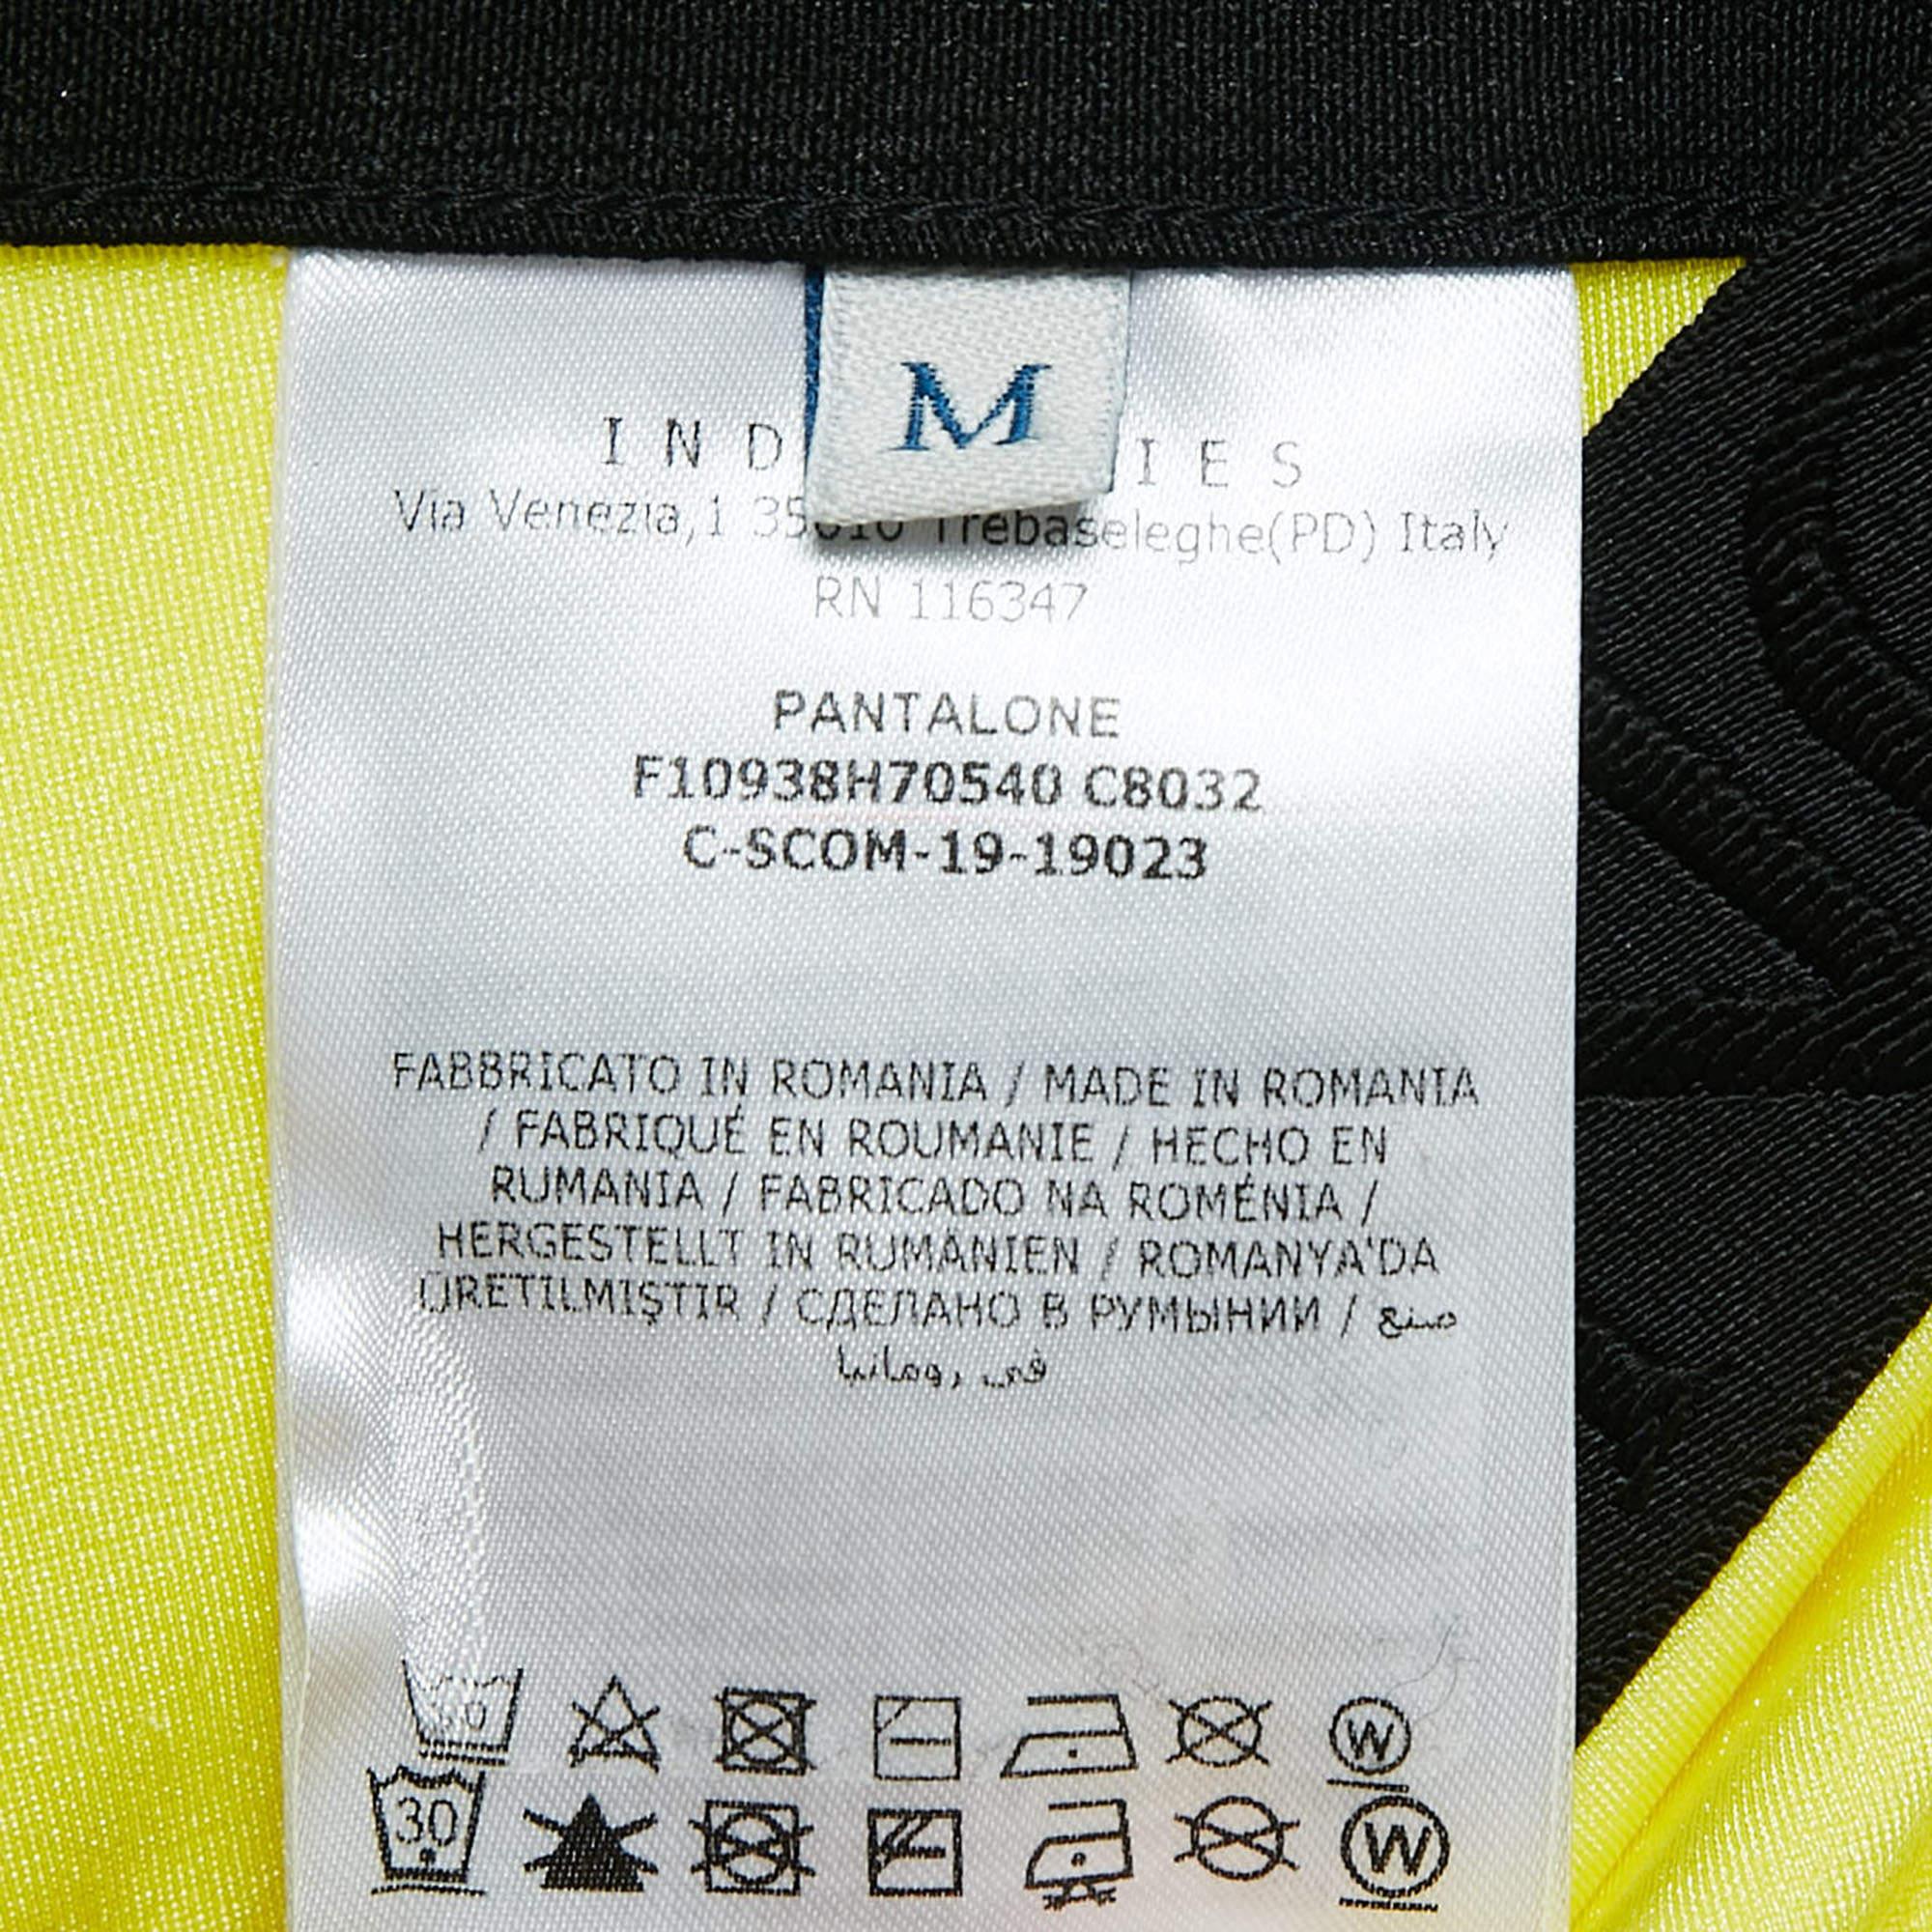 M
IND IES
Via Venezia,1 35010 Trebaseleghe(PD) Italy
RN 116347
PANTALONE
F10938H70540 C8032
C-SCOM-19-19023
FABBRICATO IN ROMANIA / MADE IN ROMANIA
/ FABRIQUÉ EN ROUMANIE / HECHO EN
RUMANIA / FABRICADO NA ROMÉNIA /
HERGESTELLT IN RUMÄNIEN / ROMANYA'DA
ÜRETILMIŞTIR / СДЕЛАНО В РУМЫНИИ / صنع
في رومانيا
30 W
30 W